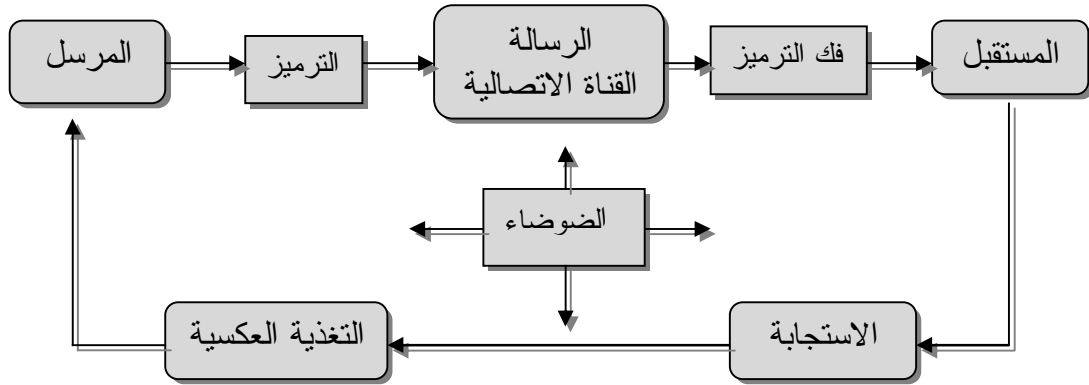 المرسل
الترميز
الرسالة
القناة الاتصالية
فك الترميز
المستقبل
الضوضاء
التغذية العكسية
الاستجابة